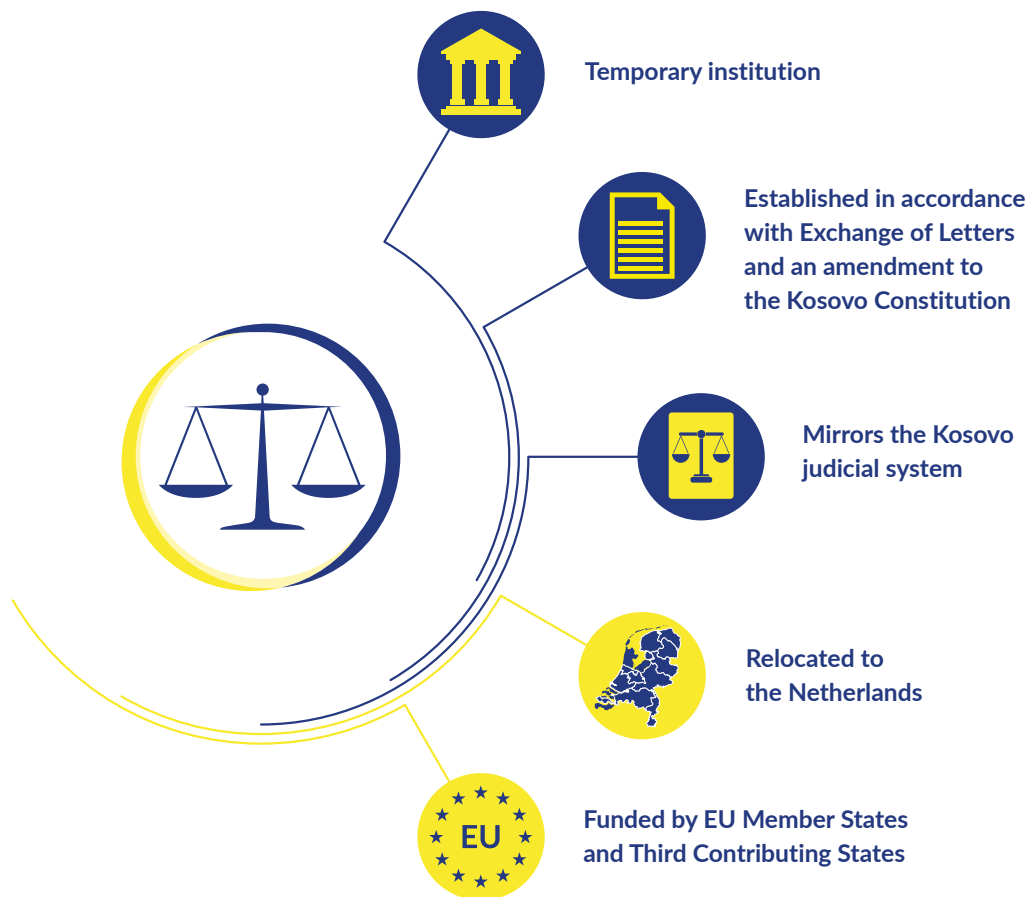 Temporary institution
Established in accordance
with Exchange of Letters
and an amendment to
the Kosovo Constitution
Mirrors the Kosovo
judicial system
Relocated to
the Netherlands
EU
Funded by EU Member States
and Third Contributing States